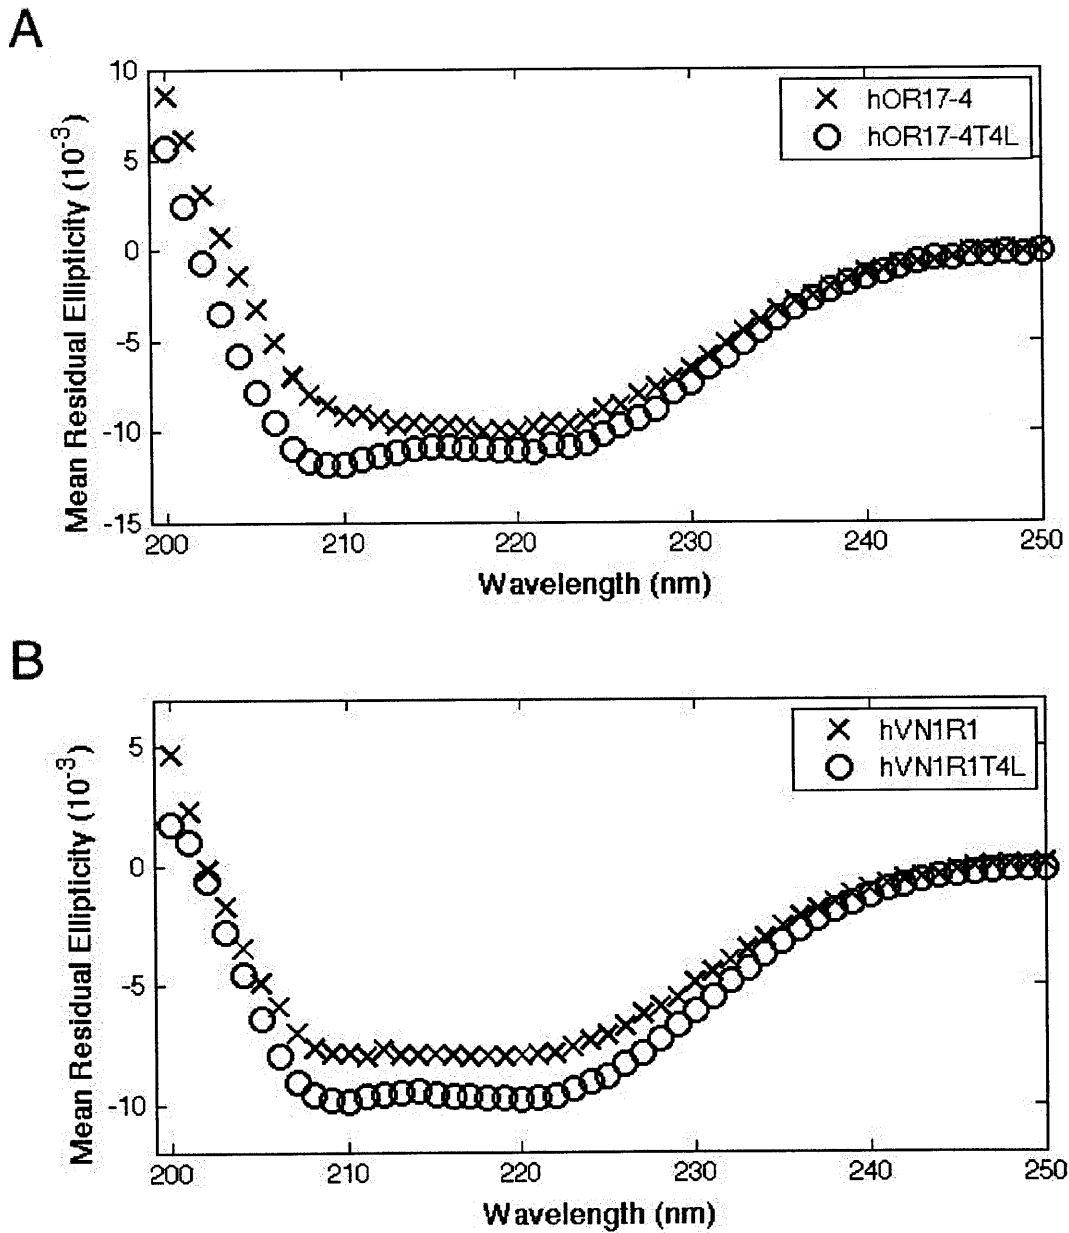 A
10
5
0
-5
-10
-15
Mean Residual Ellipticity (10-3)
hOR17-4
hOR17-4T4L
200 210 220 230 240 250
Wavelength (nm)
B
5
0
-5
-10
Mean Residual Ellipticity (10-3)
hVN1R1
hVN1R1T4L
200 210 220 230 240 250
Wavelength (nm)